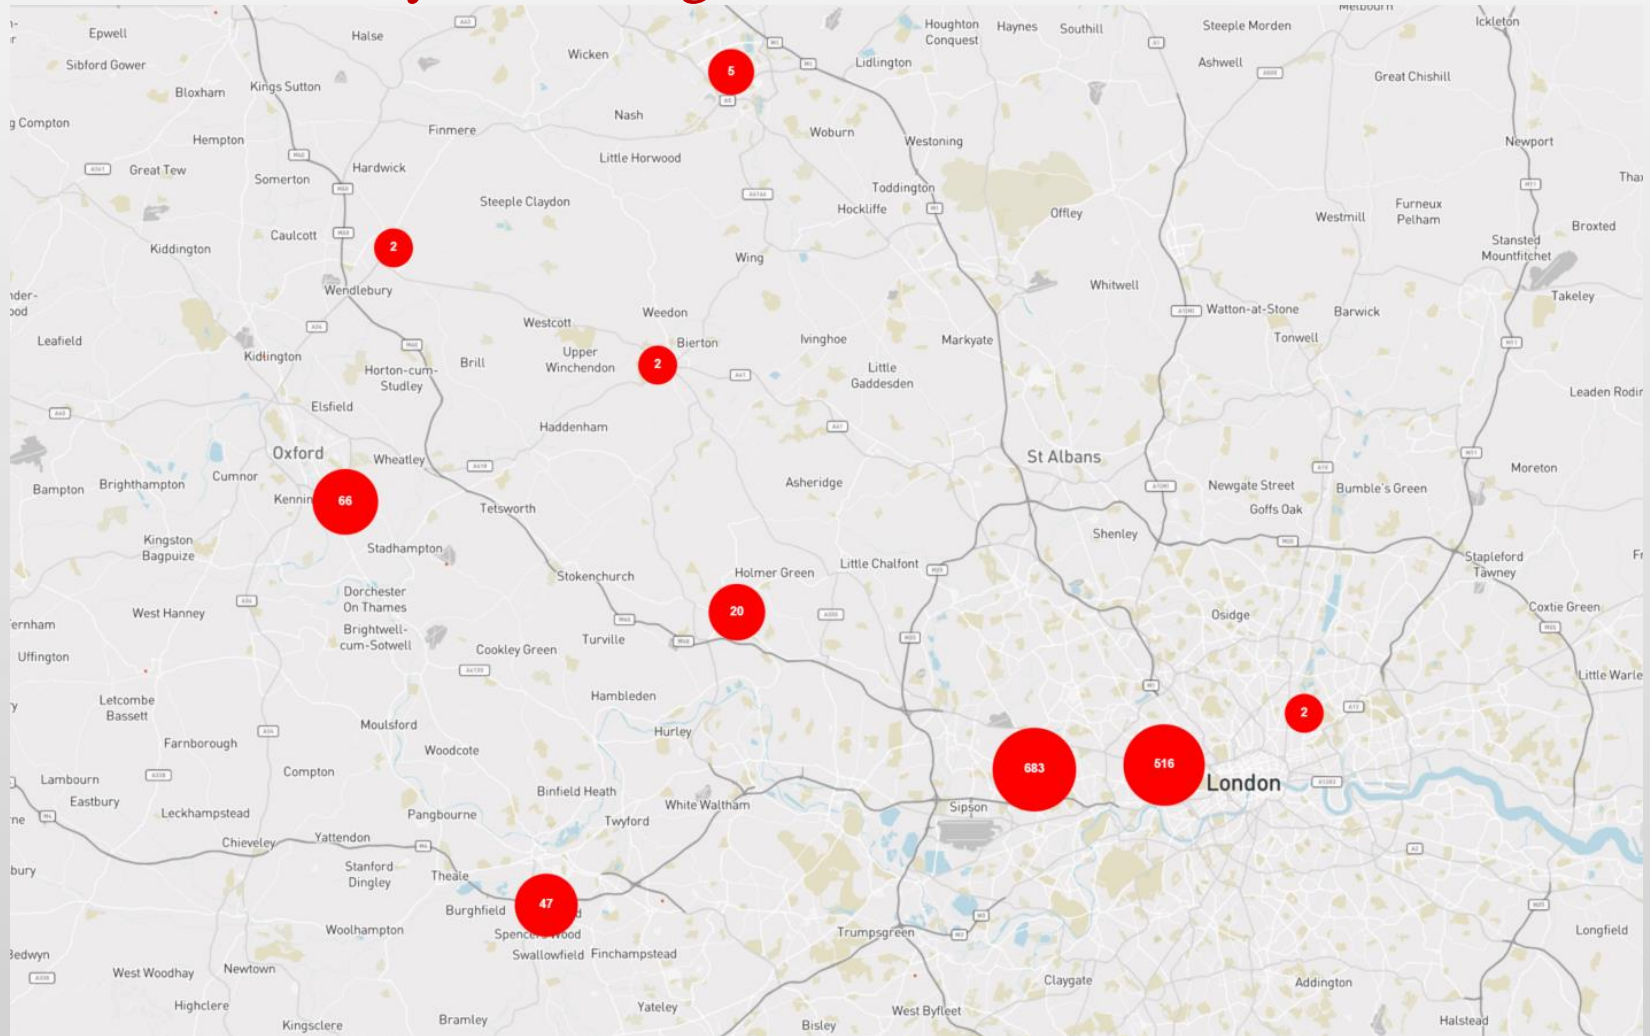 Melbourn
Epwell
Halse
Houghton
Conquest
Haynes
Southill
Steeple Morden
Ickleton
Sibford Gower
Wicken
5
Lidlington
Ashwell
Great Chishill
Bloxham
Kings Sutton
g Compton
Hempton
Finmere
Nash
Woburn
Westoning
Newport
Great Tew
Somerton
Hardwick
Little Horwood
Toddington
Thax
Steeple Claydon
Hockliffe
Offley
Westmill
Furneux
Pelham
Broxted
Kiddington
Caulcott
2
Wing
Stansted
Mountfitchet
Wendlebury
Whitwell
Takeley
Leafield
Westcott
Weedon
Watton-at-Stone
Barwick
Kidlington
Bierton
Ivinghoe
Markyate
Tonwell
Horton-cum-
Studley
Brill
Upper
Winchendon
2
Little
Gaddesden
Leaden Rodin
Elsfield
Haddenham
Oxford
Wheatley
St Albans
Bampton
Brighthampton
Cumnor
Asheridge
Newgate Street
Bumble's Green
Moreton
Kennin
66
Tetsworth
Goffs Oak
Kingston
Bagpuize
Stadhampton
Shenley
Stapleford
Tawney
Stokenchurch
Holmer Green
Little Chalfont
Dorchester
On Thames
West Hanney
20
Osidge
Coxtie Green
ernham
Brightwell-
cum-Sotwell
Cookley Green
Turville
Uffington
Letcombe
Bassett
Hambleden
Little Warle
Moulsford
Hurley
2
Farnborough
Woodcote
Lambourn
Compton
Binfield Heath
683
516
London
Eastbury
Leckhampstead
Pangbourne
White Waltham
Sipson
Chieveley
Yattendon
Twyford
bury
Stanford
Dingley
Theale
Burghfield
47
Woolhampton
Spencers Wood
Trumpsgreen
Longfield
Bedwyn
Swallowfield
Finchampstead
West Woodhay
Newtown
Claygate
Addington
Highclere
Yateley
West Byfleet
Kingsclere
Bramley
Bisley
Halstead